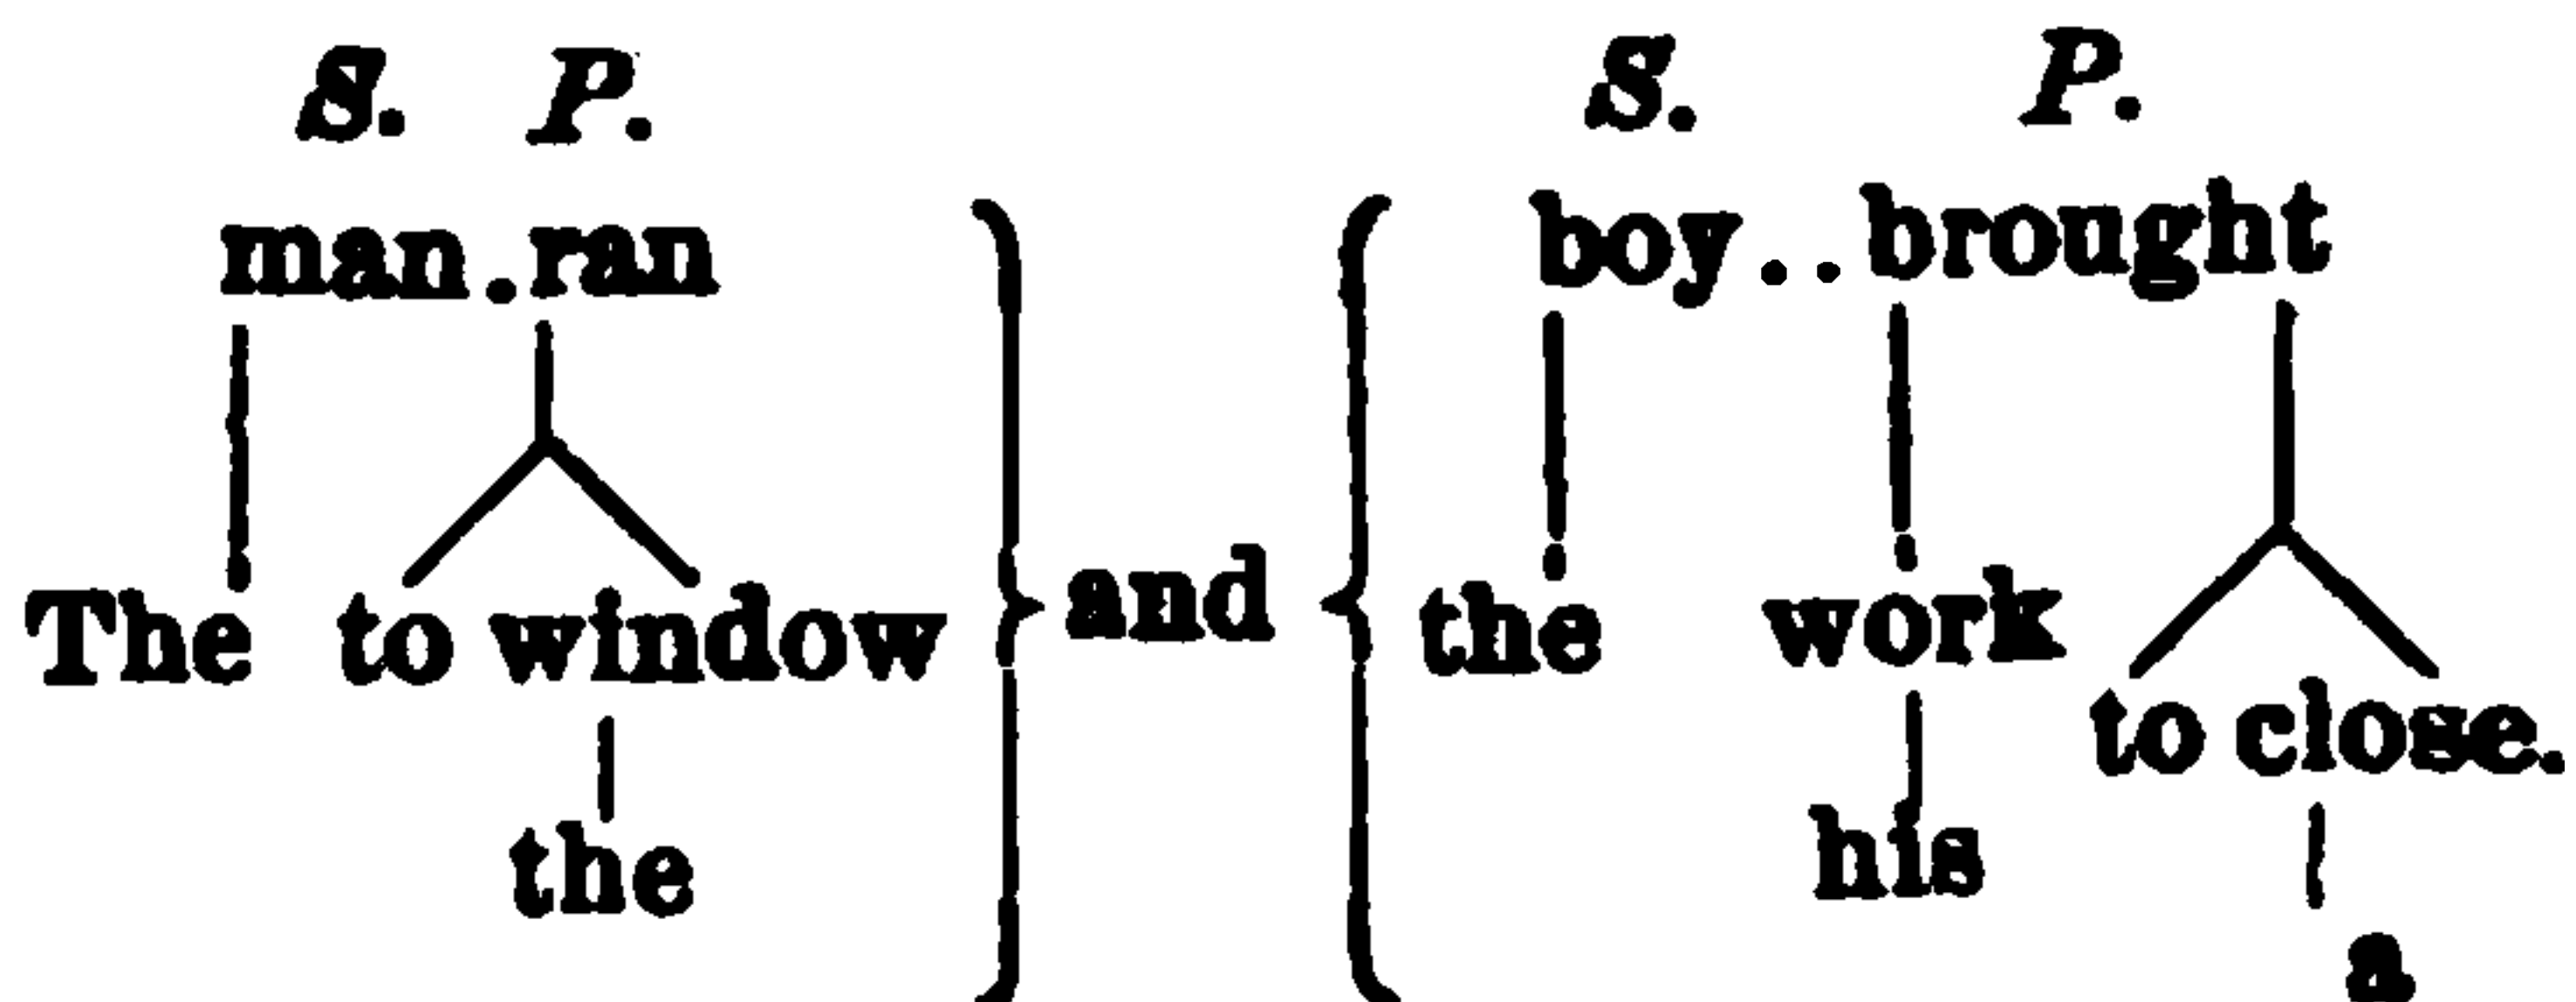 S. P. S. P.
man.ran boy..brought
The to window and the work
to close.
the his
a